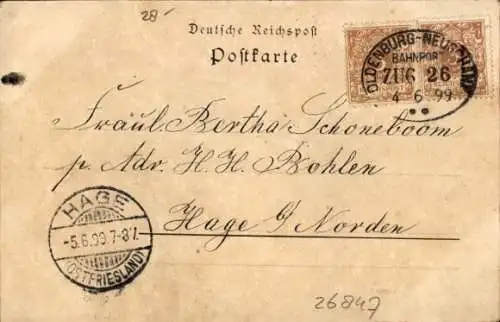 28-
Deutsche Reichspost
Postkarte
OLDENBURG-NEUSCHANZ
BAHNPOST
ZUG 26
4 6 99
Fräul. Bertha Schoneboom
p. Adr. H. H. Bohlen
Hage b/ Norden
HAGE
-5.6.99.7-8V.
(OSTFRIESLAND)
26847